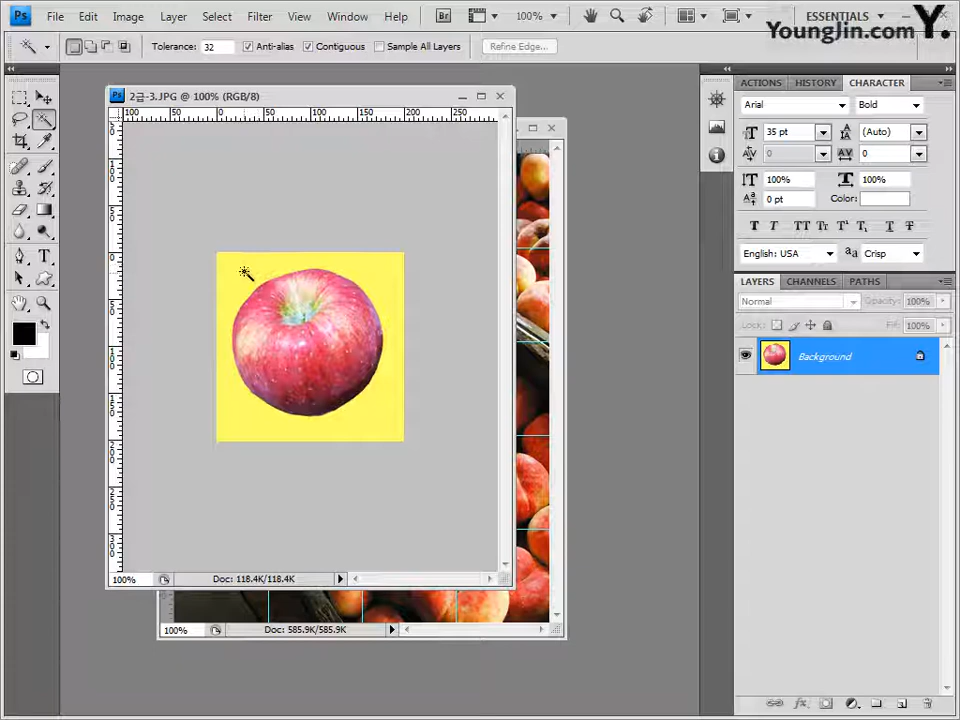 Ps File Edit Image Layer Select Filter View Window Help Br 100% ESSENTIALS
YoungJin.com Y.
Tolerance: 32 Anti-alias Contiguous Sample All Layers Refine Edge...
Ps 2급-3.JPG @ 100% (RGB/8)
100 50 0 50 100 150 200 250
100% Doc: 118.4K/118.4K
100% Doc: 585.9K/585.9K
ACTIONS HISTORY CHARACTER
Arial Bold
35 pt (Auto)
0 0
100% 100%
0 pt Color:
T T TT Tr T¹ T₁ T T
English: USA aa Crisp
LAYERS CHANNELS PATHS
Normal Opacity: 100%
Lock: Fill: 100%
Background